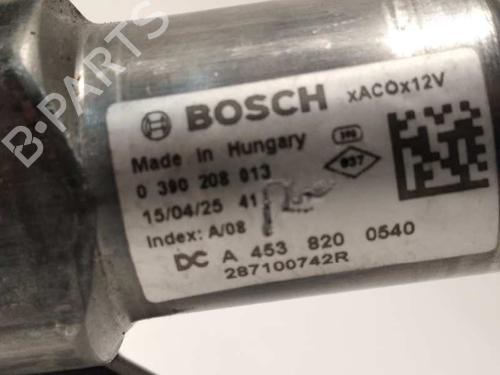 B-PARTS
BOSCH xACOx12V
Made in Hungary
0 390 208 013
15/04/25 41
Index: A/08
937
DC A 453 820 0540
287100742R